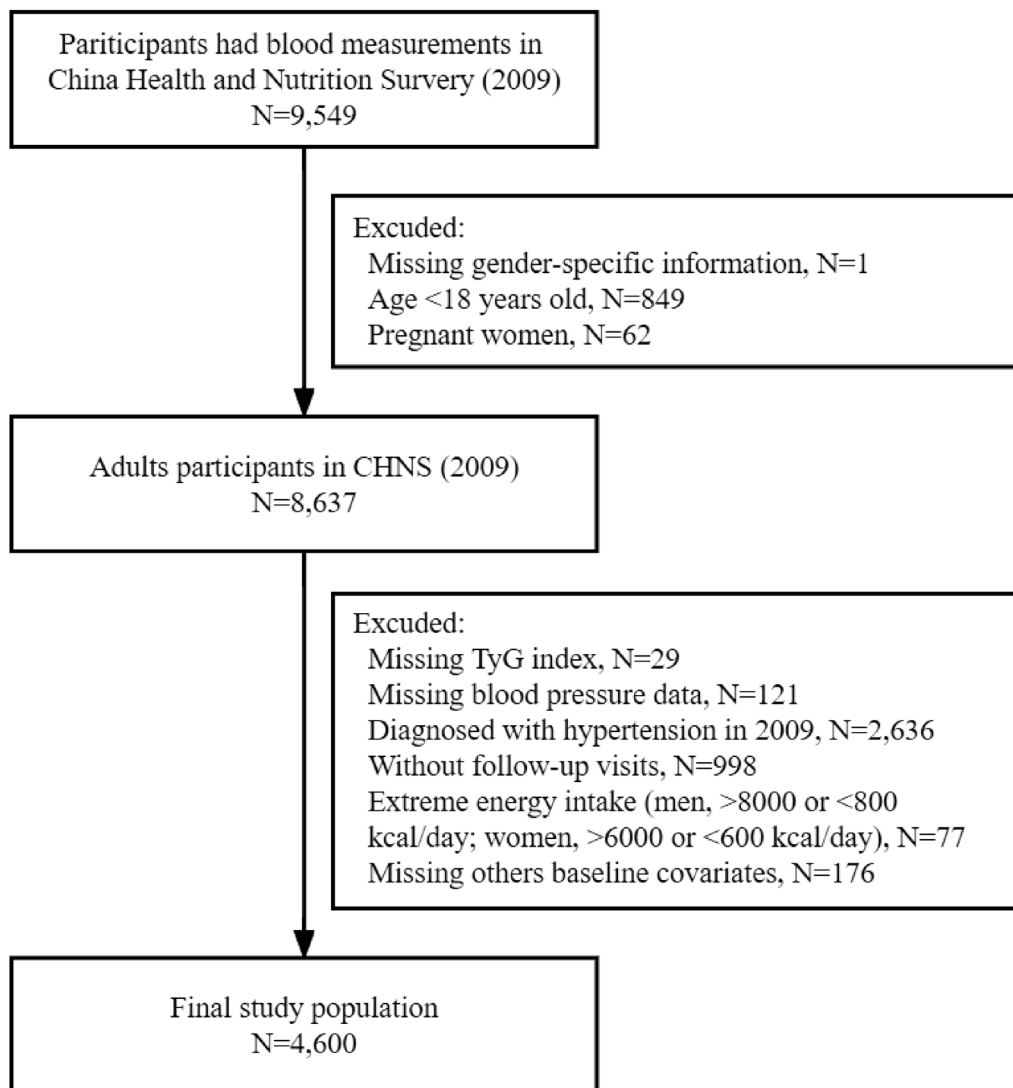 Pariticipants had blood measurements in
China Health and Nutrition Survery (2009)
N=9,549
Excuded:
Missing gender-specific information, N=1
Age <18 years old, N=849
Pregnant women, N=62
Adults participants in CHNS (2009)
N=8,637
Excuded:
Missing TyG index, N=29
Missing blood pressure data, N=121
Diagnosed with hypertension in 2009, N=2,636
Without follow-up visits, N=998
Extreme energy intake (men, >8000 or <800
kcal/day; women, >6000 or <600 kcal/day), N=77
Missing others baseline covariates, N=176
Final study population
N=4,600